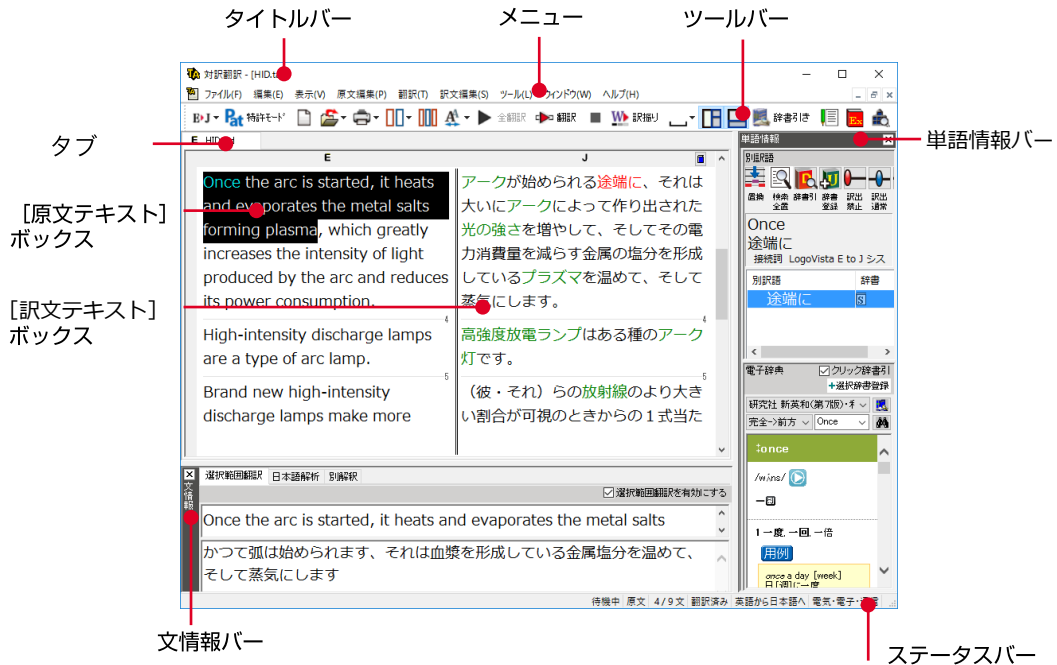 タイトルバー
メニュー
ツールバー
対訳翻訳 - [HID.t
ファイル(F) 編集(E) 表示(V) 原文編集(P) 翻訳(T) 訳文編集(S) ツール(L) ウィンドウ(W) ヘルプ(H)
E›J Pat 特許モード 全翻訳 翻訳 訳振り 辞書引き
タブ
E HID
単語情報
単語情報バー
E J
Once the arc is started, it heats
and evaporates the metal salts
forming plasma, which greatly
increases the intensity of light
produced by the arc and reduces
its power consumption.
4
High-intensity discharge lamps
are a type of arc lamp.
5
Brand new high-intensity
discharge lamps make more
アークが始められる途端に、それは
大いにアークによって作り出された
光の強さを増やして、そしてその電
力消費量を減らす金属の塩分を形成
しているプラズマを温めて、そして
蒸気にします。
4
高強度放電ランプはある種のアーク
灯です。
5
（彼・それ）らの放射線のより大き
い割合が可視のときからの１式当た
[原文テキスト]
ボックス
[訳文テキスト]
ボックス
別訳語
置換 検索全置 辞書引 辞書登録 訳出禁止 訳出通常
Once
途端に
接続詞 LogoVista E to J シス
別訳語 辞書
途端に S
電子辞典 クリック辞書引
+選択辞書登録
研究社 新英和(第7版)・
完全->前方 Once
once
/wʌns/
1 一度, 一回, 一倍
用例
once a day [week]
日[週]に一度
文情報
選択範囲翻訳 日本語解析 別解釈
選択範囲翻訳を有効にする
Once the arc is started, it heats and evaporates the metal salts
かつて弧は始められます、それは血漿を形成している金属塩分を温めて、
そして蒸気にします
待機中 原文 4/9文 翻訳済み 英語から日本語へ 電気・電子・
文情報バー
ステータスバー